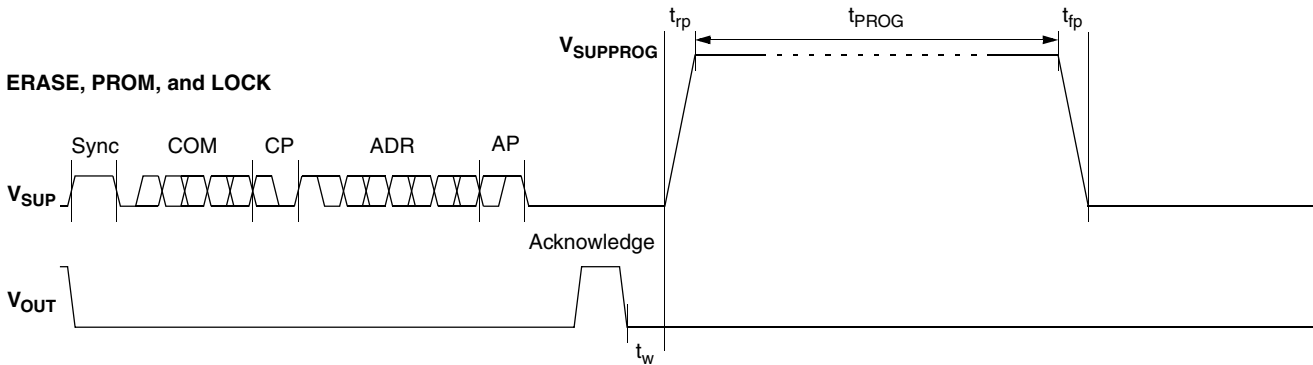 t_rp t_PROG t_fp
V_SUPPROG
ERASE, PROM, and LOCK
Sync COM CP ADR AP
V_SUP
Acknowledge
V_OUT
t_w